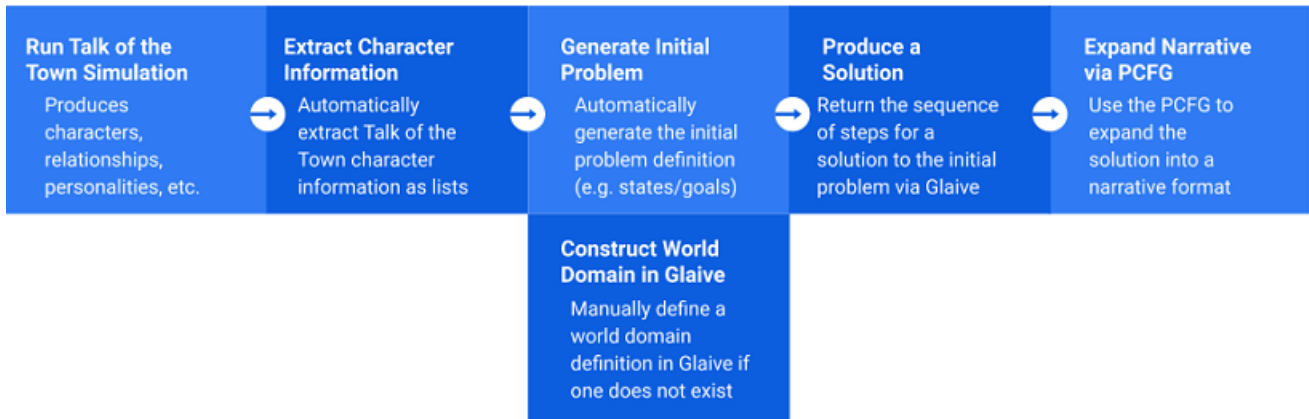 Run Talk of the
Town Simulation
Produces
characters,
relationships,
personalities, etc.
Extract Character
Information
Automatically
extract Talk of the
Town character
information as lists
Generate Initial
Problem
Automatically
generate the initial
problem definition
(e.g. states/goals)
Produce a
Solution
Return the sequence
of steps for a
solution to the initial
problem via Glaive
Expand Narrative
via PCFG
Use the PCFG to
expand the
solution into a
narrative format
Construct World
Domain in Glaive
Manually define a
world domain
definition in Glaive if
one does not exist